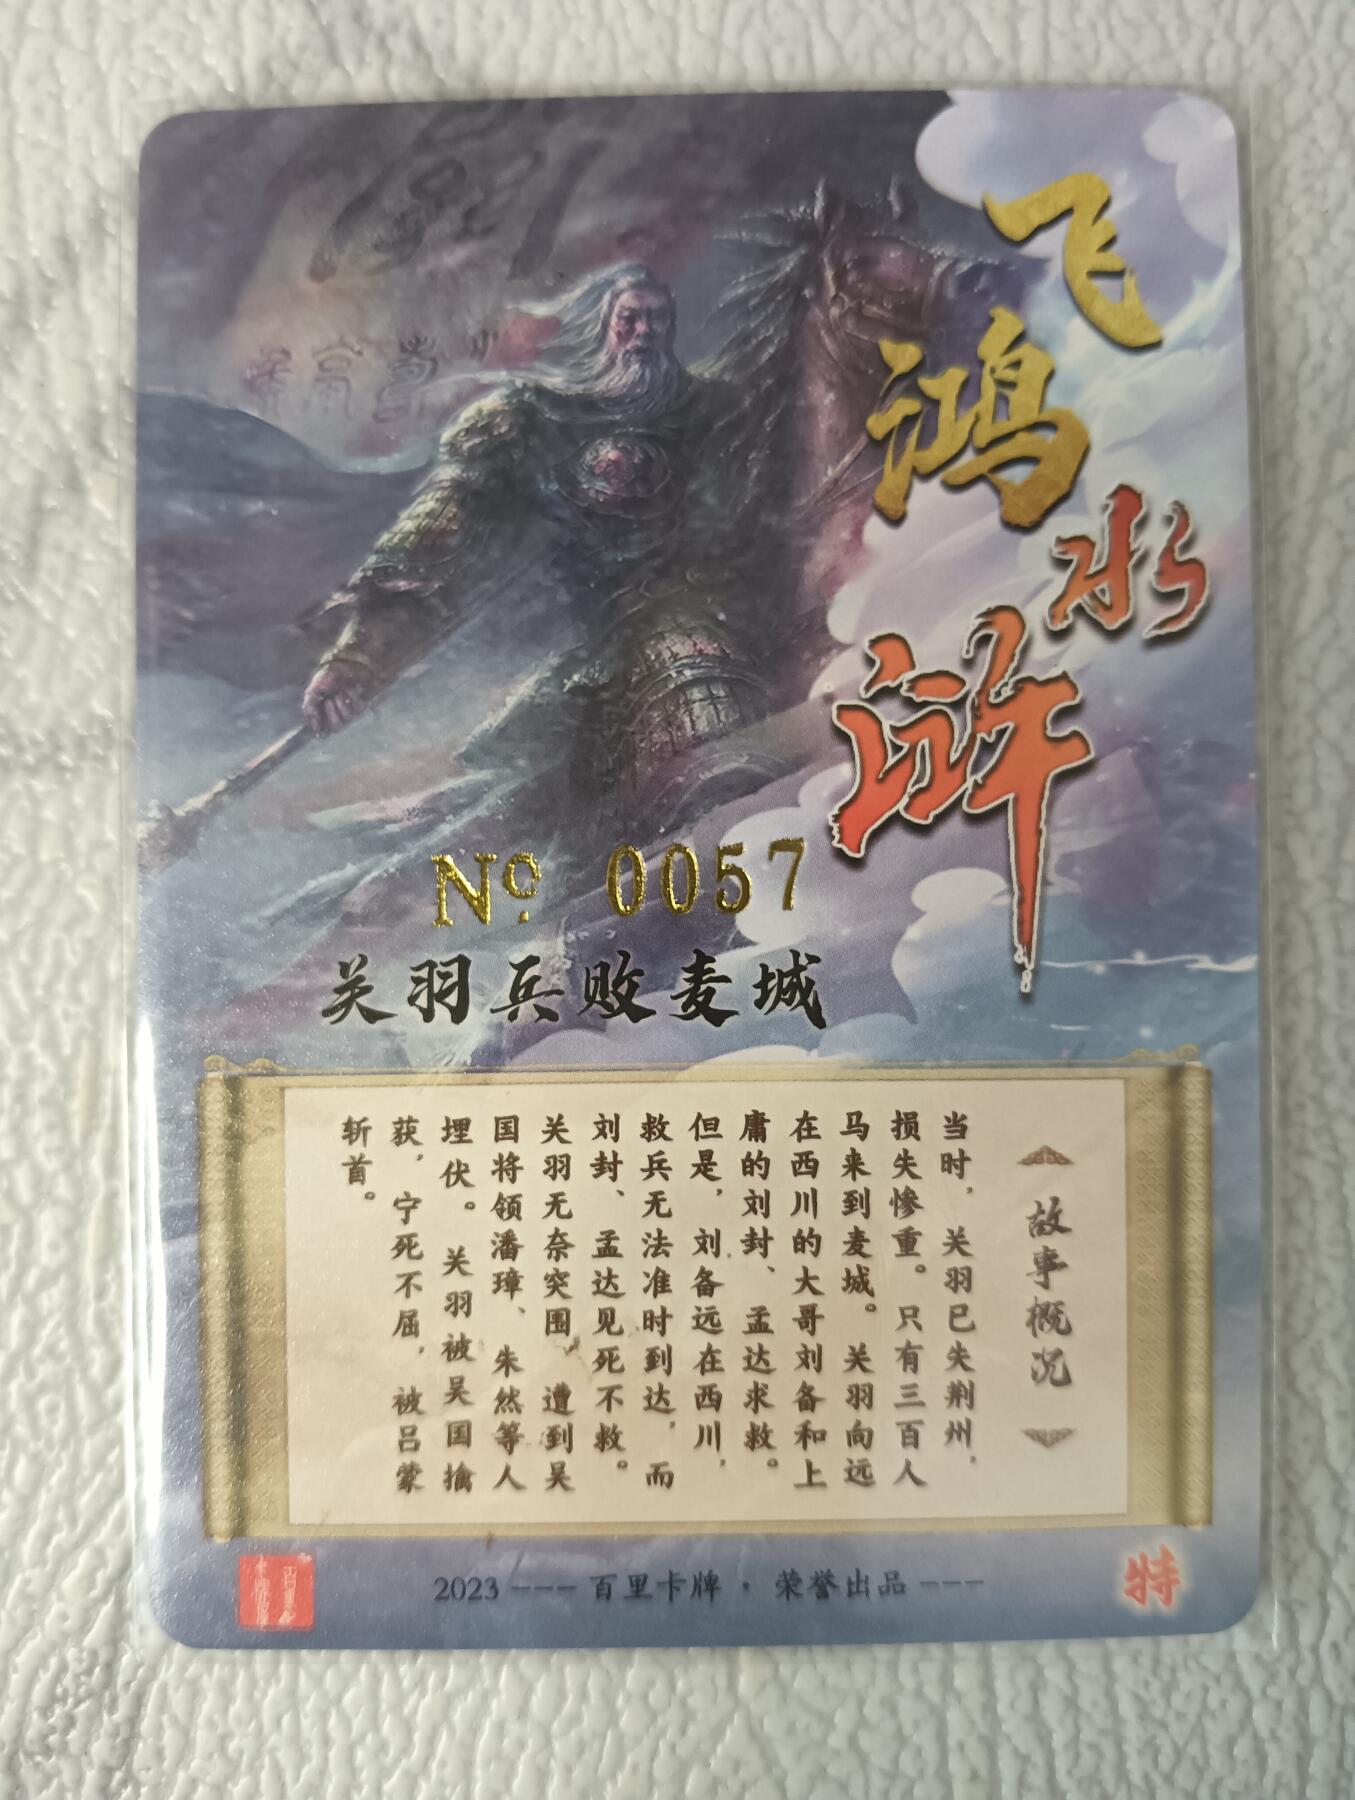 飞鸿
水浒
№ 0057
关羽兵败麦城
故事概况
当时，关羽已失荆州，
损失惨重。只有三百人
马来到麦城。关羽向远
在西川的大哥刘备和上
庸的刘封、孟达求救。
但是，刘备远在西川，
救兵无法准时到达，而
刘封、孟达见死不救。
关羽无奈突围 遭到吴
国将领潘璋、朱然等人
埋伏。关羽被吴国擒
获，宁死不屈，被吕蒙
斩首。
2023 --- 百里卡牌 · 荣誉出品 ---
特